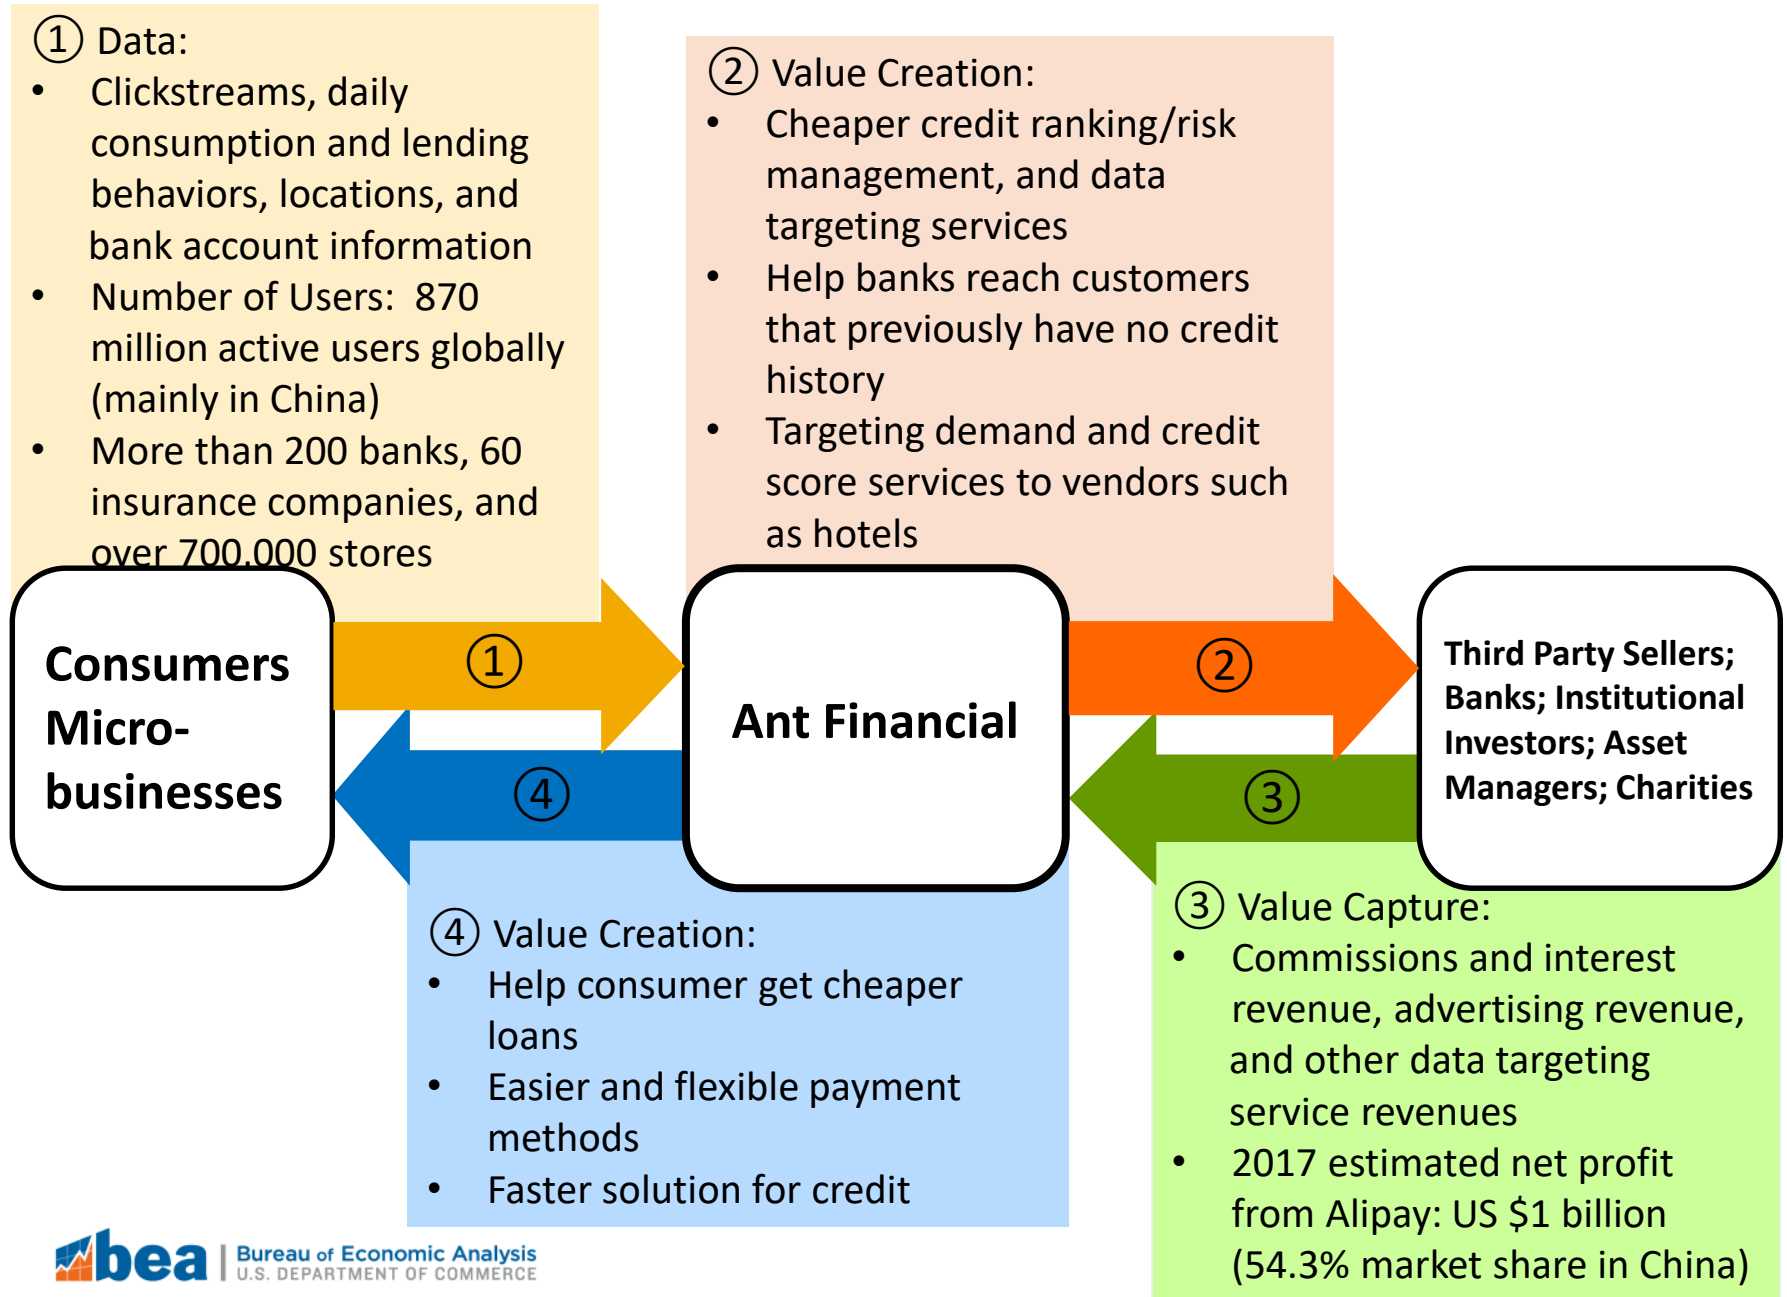 ① Data:
• Clickstreams, daily
consumption and lending
behaviors, locations, and
bank account information
• Number of Users: 870
million active users globally
(mainly in China)
• More than 200 banks, 60
insurance companies, and
over 700,000 stores
② Value Creation:
• Cheaper credit ranking/risk
management, and data
targeting services
• Help banks reach customers
that previously have no credit
history
• Targeting demand and credit
score services to vendors such
as hotels
Consumers
Micro-
businesses
①
④
Ant Financial
②
③
Third Party Sellers;
Banks; Institutional
Investors; Asset
Managers; Charities
④ Value Creation:
• Help consumer get cheaper
loans
• Easier and flexible payment
methods
• Faster solution for credit
③ Value Capture:
• Commissions and interest
revenue, advertising revenue,
and other data targeting
service revenues
• 2017 estimated net profit
from Alipay: US $1 billion
(54.3% market share in China)
bea | Bureau of Economic Analysis
U.S. DEPARTMENT OF COMMERCE